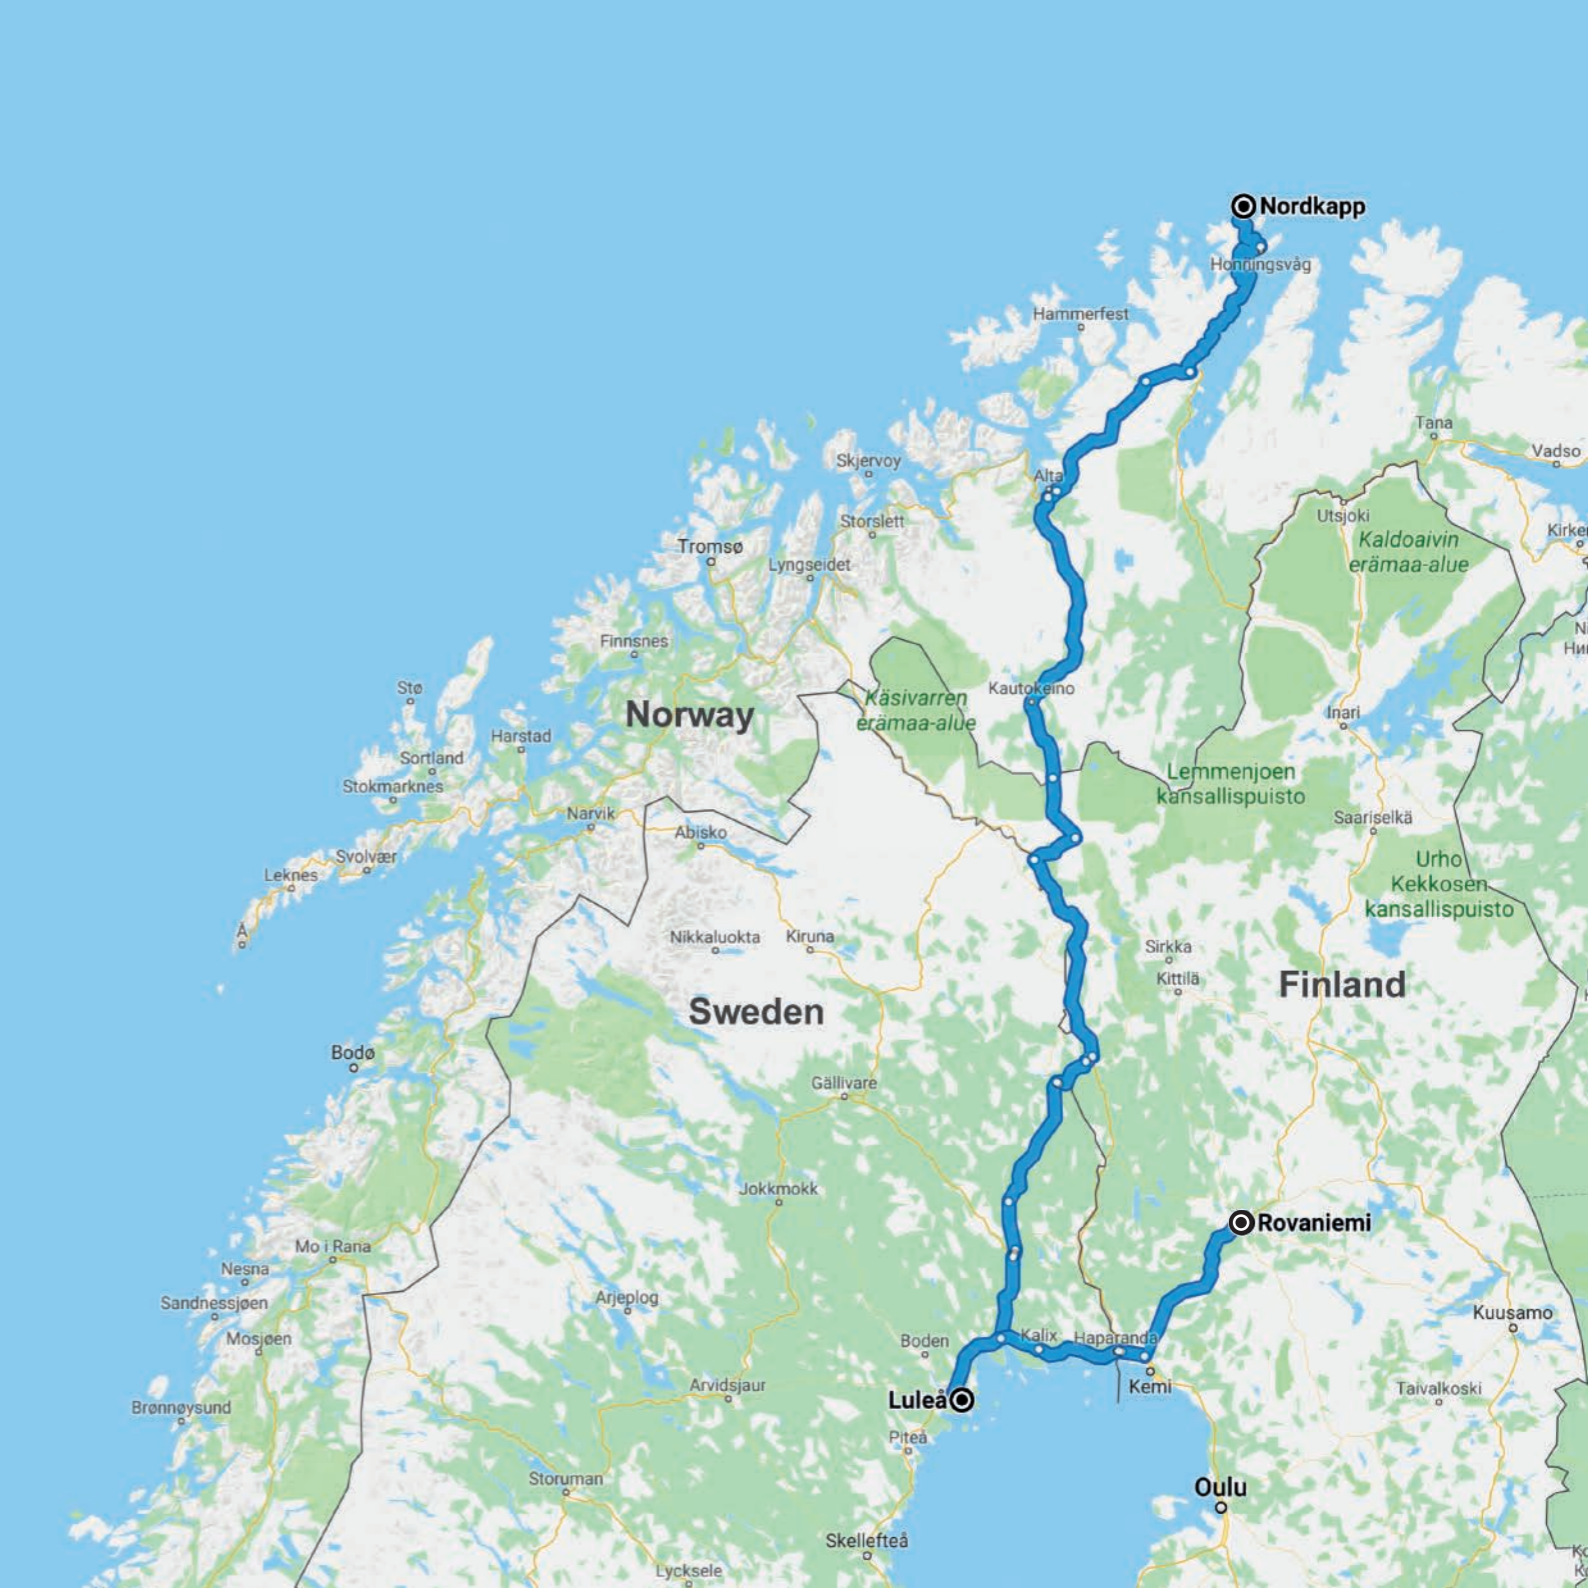 Nordkapp
Honningsvåg
Hammerfest
Tana
Vadsø
Skjervoy
Alta
Storslett
Utsjoki
Kaldoaivin
erämaa-alue
Tromsø
Lyngseidet
Finnsnes
Stø
Kautokeino
Käsivarren
erämaa-alue
Norway
Inari
Harstad
Sortland
Stokmarknes
Lemmenjoen
kansallispuisto
Narvik
Abisko
Saariselkä
Svolvær
Leknes
Urho
Kekkosen
kansallispuisto
Å
Nikkaluokta
Kiruna
Sirkka
Kittilä
Finland
Sweden
Bodø
Gällivare
Jokkmokk
Rovaniemi
Mo i Rana
Nesna
Sandnessjøen
Arjeplog
Mosjøen
Kuusamo
Boden
Kalix
Haparanda
Kemi
Arvidsjaur
Taivalkoski
Luleå
Brønnøysund
Piteå
Storuman
Oulu
Skellefteå
Lycksele